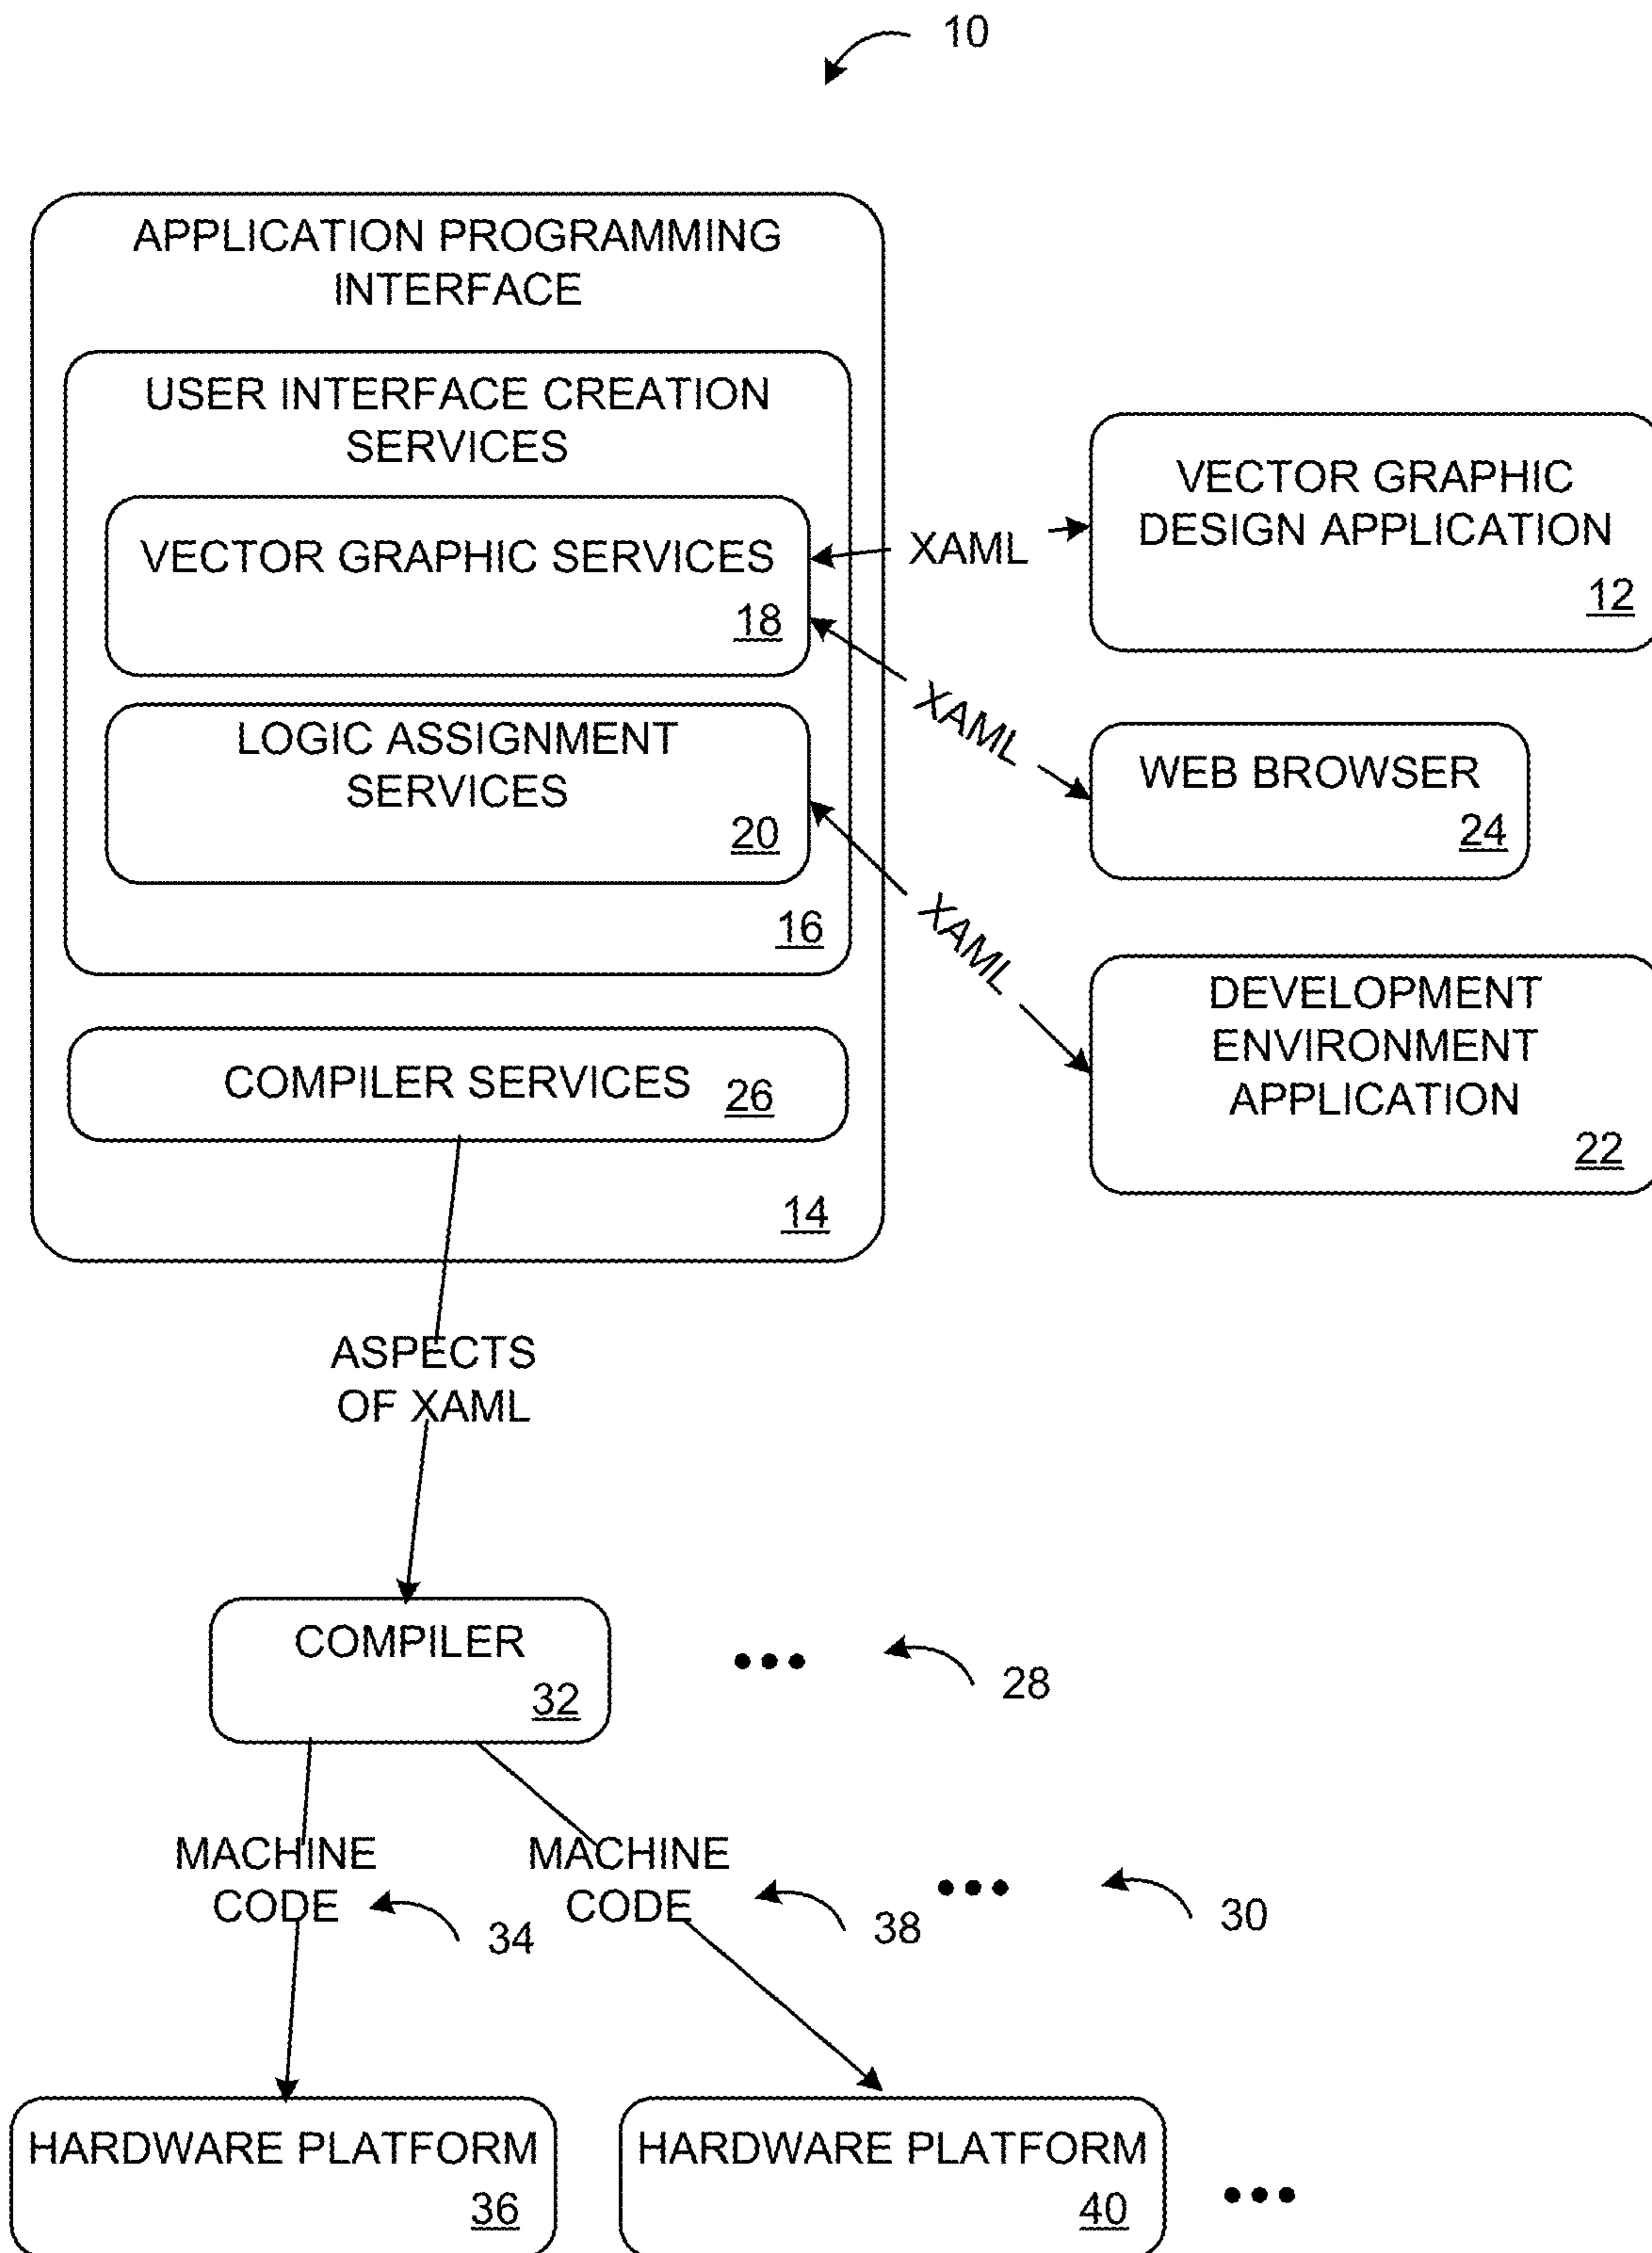 10
APPLICATION PROGRAMMING
INTERFACE
USER INTERFACE CREATION
SERVICES
VECTOR GRAPHIC SERVICES
18
XAML
VECTOR GRAPHIC
DESIGN APPLICATION
12
LOGIC ASSIGNMENT
SERVICES
20
XAML
WEB BROWSER
24
16
XAML
DEVELOPMENT
ENVIRONMENT
APPLICATION
22
COMPILER SERVICES 26
14
ASPECTS
OF XAML
COMPILER
32
28
MACHINE
CODE
34
MACHINE
CODE
38
30
HARDWARE PLATFORM
36
HARDWARE PLATFORM
40